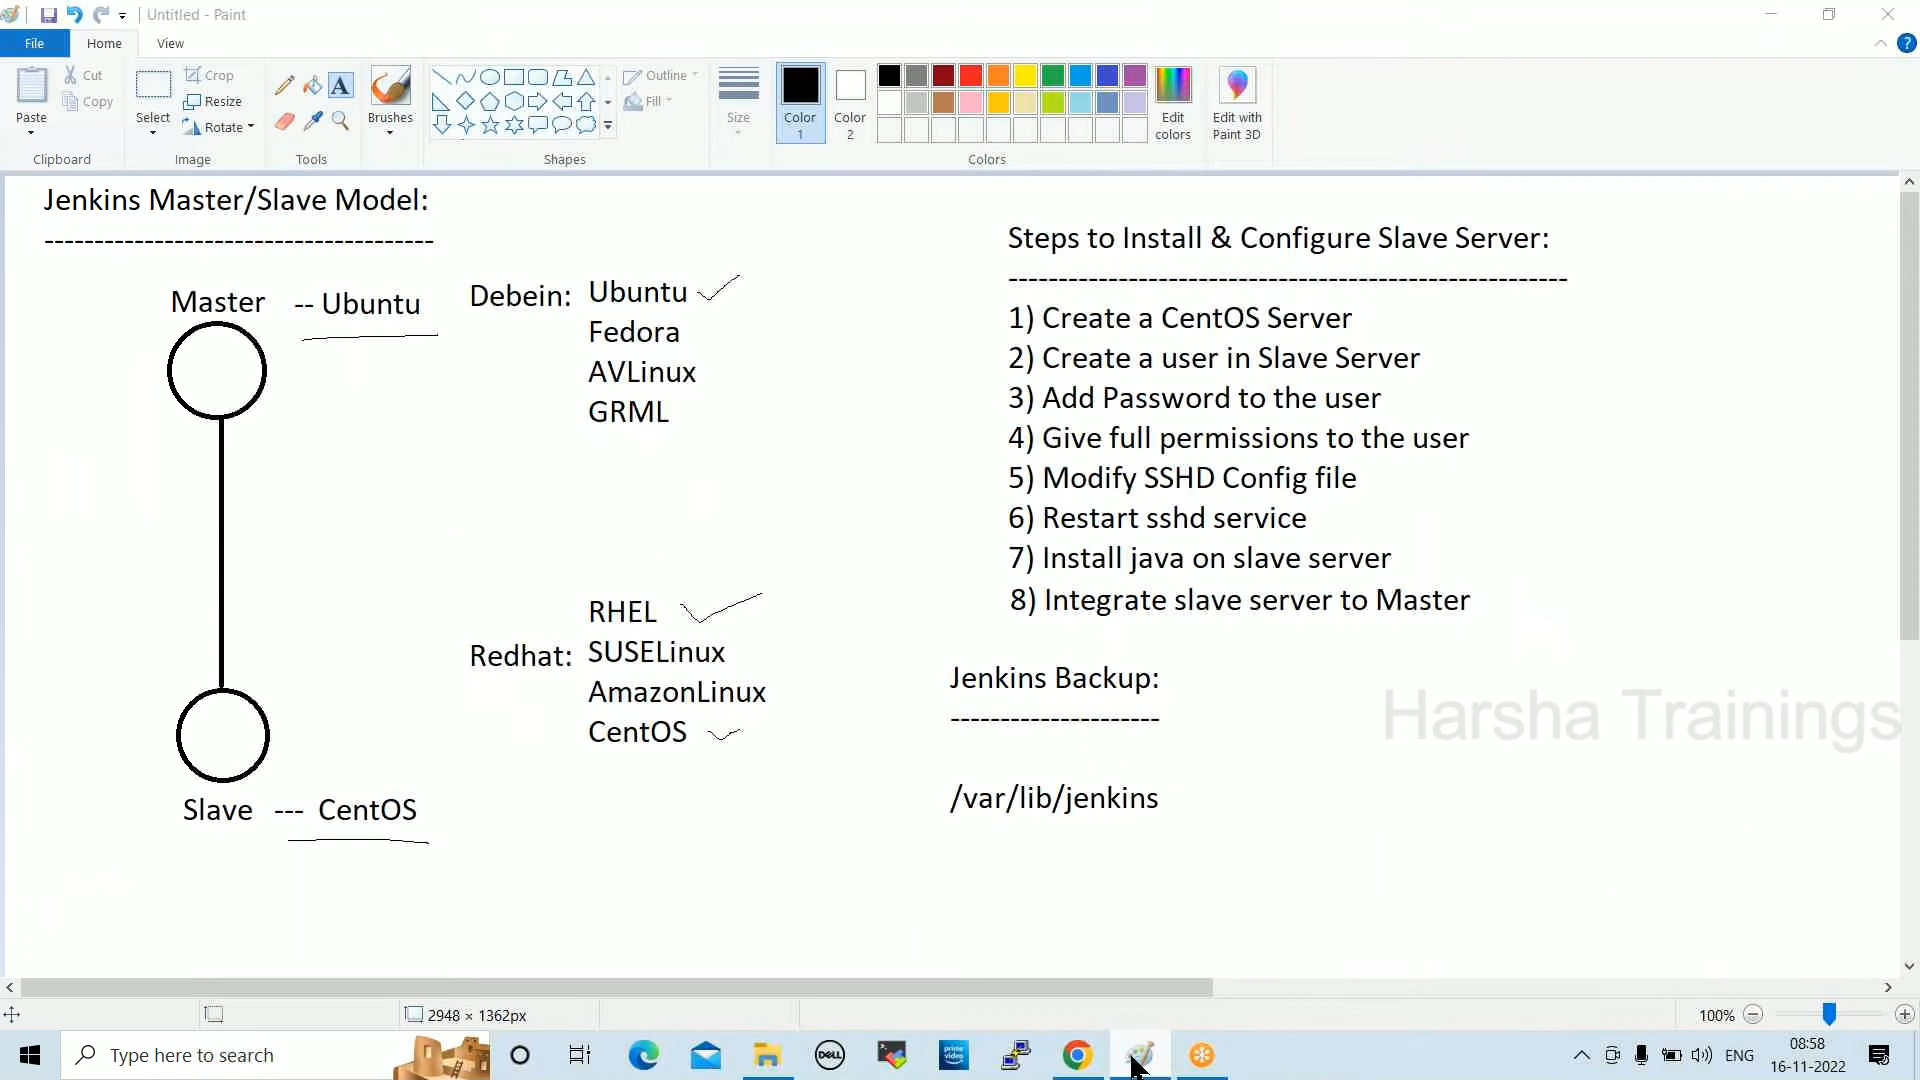 Untitled - Paint
File
Home
View
Paste
Cut
Copy
Clipboard
Select
Crop
Resize
Rotate
Image
Tools
Brushes
Shapes
Outline
Fill
Size
Color 1
Color 2
Colors
Edit colors
Edit with Paint 3D
Jenkins Master/Slave Model:
---------------------------------------
Master -- Ubuntu
Debein: Ubuntu
Fedora
AVLinux
GRML
RHEL
Redhat: SUSELinux
AmazonLinux
CentOS
Slave --- CentOS
Steps to Install & Configure Slave Server:
--------------------------------------------------------
1) Create a CentOS Server
2) Create a user in Slave Server
3) Add Password to the user
4) Give full permissions to the user
5) Modify SSHD Config file
6) Restart sshd service
7) Install java on slave server
8) Integrate slave server to Master
Jenkins Backup:
---------------------
/var/lib/jenkins
Harsha Trainings
2948 × 1362px
100%
Type here to search
DELL
prime video
ENG
08:58
16-11-2022